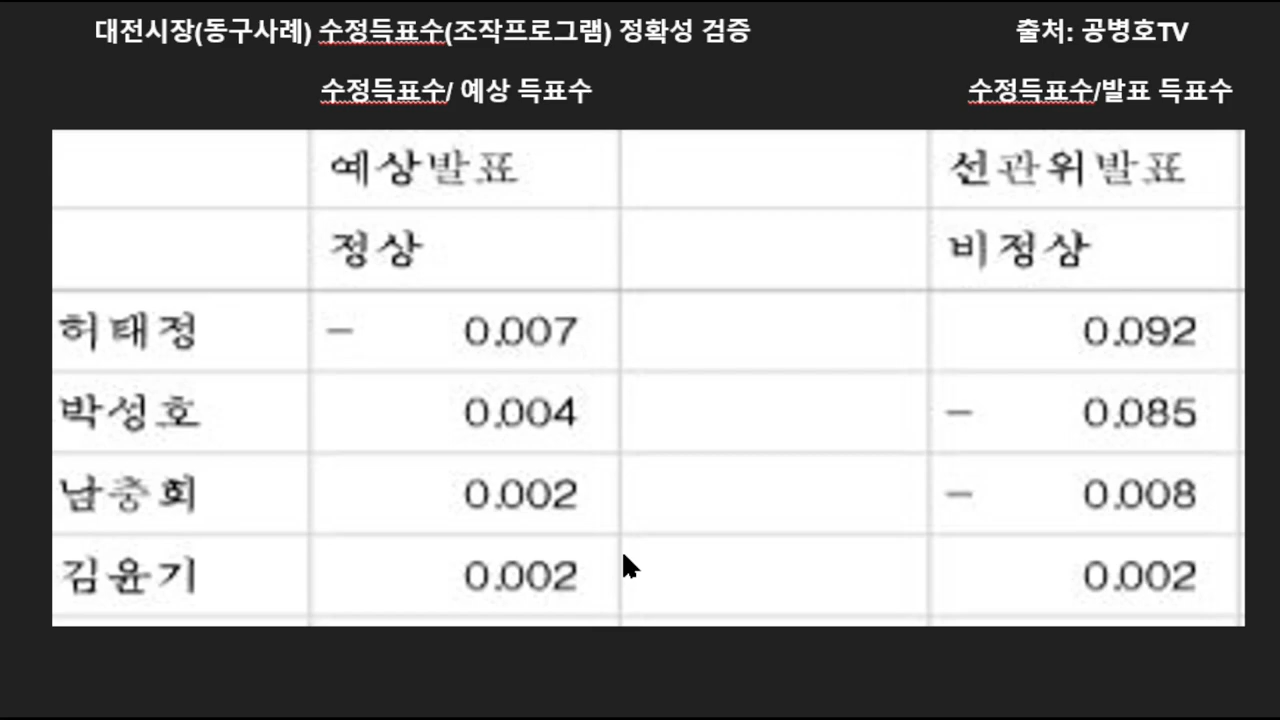 대전시장(동구사례) 수정득표수(조작프로그램) 정확성 검증 출처: 공병호TV
수정득표수/ 예상 득표수 수정득표수/발표 득표수
예상발표 선관위발표
정상 비정상
허태정 - 0.007 0.092
박성호 0.004 - 0.085
남충희 0.002 - 0.008
김윤기 0.002 0.002